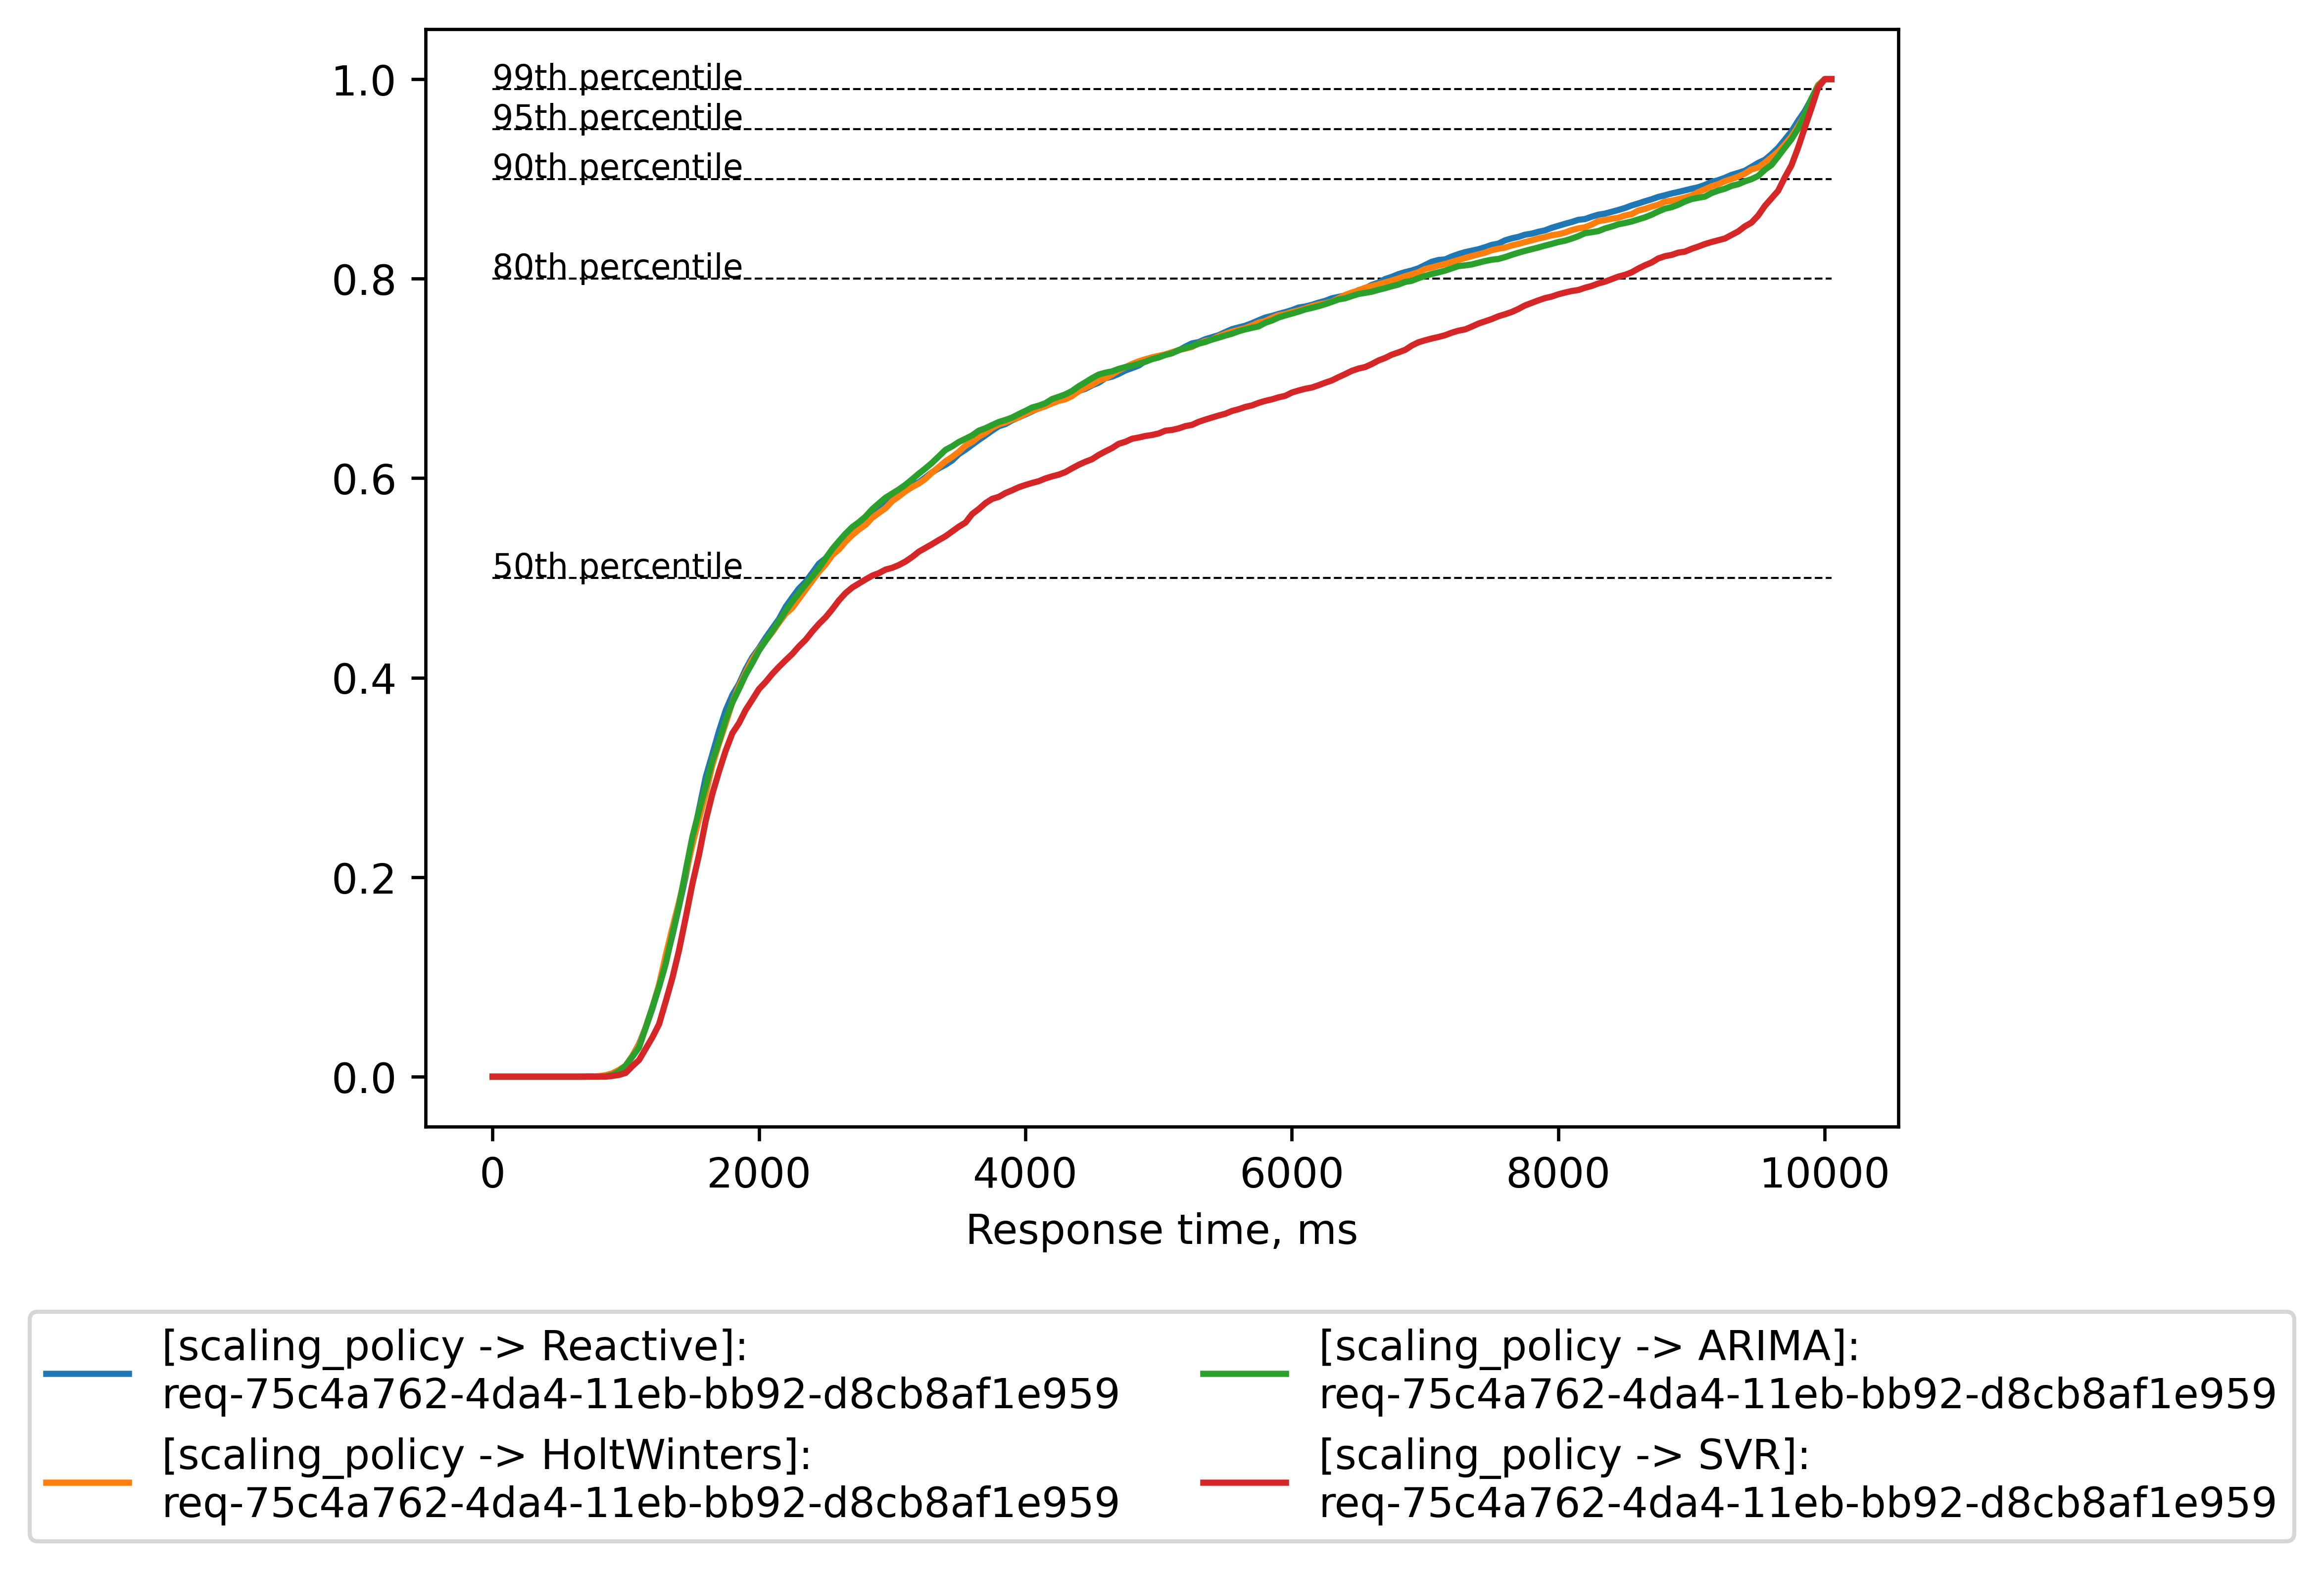 1.0
0.8
0.6
0.4
0.2
0.0
99th percentile
95th percentile
90th percentile
80th percentile
50th percentile
0 2000 4000 6000 8000 10000
Response time, ms
[scaling_policy -> Reactive]:
req-75c4a762-4da4-11eb-bb92-d8cb8af1e959
[scaling_policy -> HoltWinters]:
req-75c4a762-4da4-11eb-bb92-d8cb8af1e959
[scaling_policy -> ARIMA]:
req-75c4a762-4da4-11eb-bb92-d8cb8af1e959
[scaling_policy -> SVR]:
req-75c4a762-4da4-11eb-bb92-d8cb8af1e959